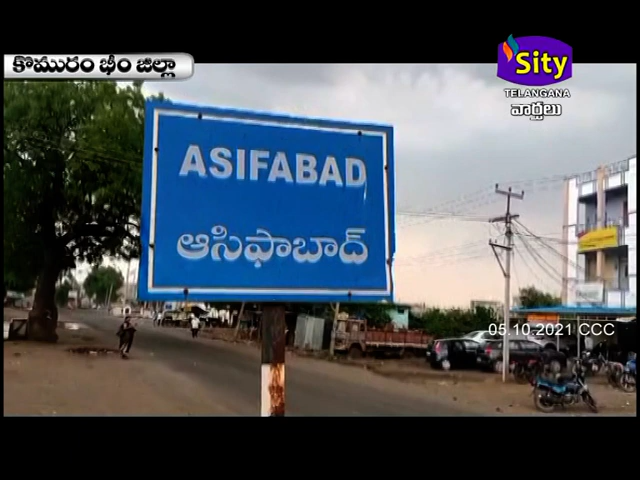 కొమురం భీం జిల్లా
Sity
TELANGANA
వార్తలు
ASIFABAD
ఆసిఫాబాద్
05.10.2021 CCC